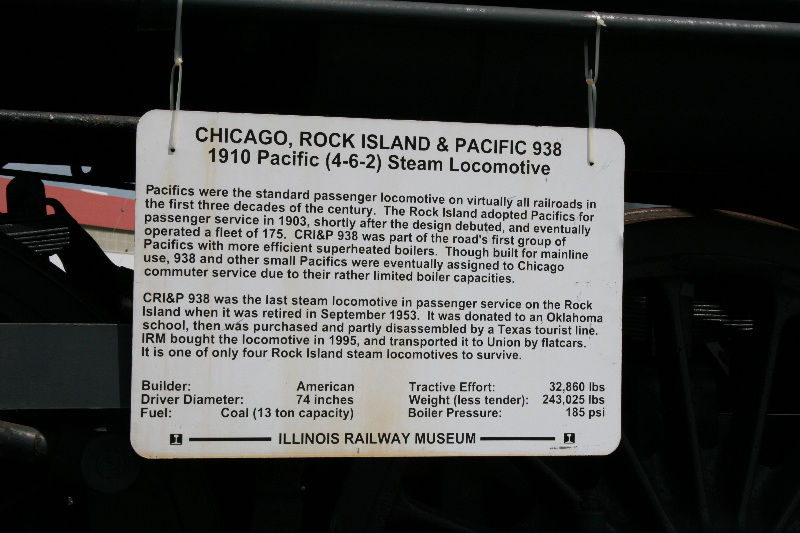 CHICAGO, ROCK ISLAND & PACIFIC 938
1910 Pacific (4-6-2) Steam Locomotive
Pacifics were the standard passenger locomotive on virtually all railroads in
the first three decades of the century. The Rock Island adopted Pacifics for
passenger service in 1903, shortly after the design debuted, and eventually
operated a fleet of 175. CRI&P 938 was part of the road's first group of
Pacifics with more efficient superheated boilers. Though built for mainline
use, 938 and other small Pacifics were eventually assigned to Chicago
commuter service due to their rather limited boiler capacities.
CRI&P 938 was the last steam locomotive in passenger service on the Rock
Island when it was retired in September 1953. It was donated to an Oklahoma
school, then was purchased and partly disassembled by a Texas tourist line.
IRM bought the locomotive in 1995, and transported it to Union by flatcars.
It is one of only four Rock Island steam locomotives to survive.
Builder: American Tractive Effort: 32,860 lbs
Driver Diameter: 74 inches Weight (less tender): 243,025 lbs
Fuel: Coal (13 ton capacity) Boiler Pressure: 185 psi
ILLINOIS RAILWAY MUSEUM